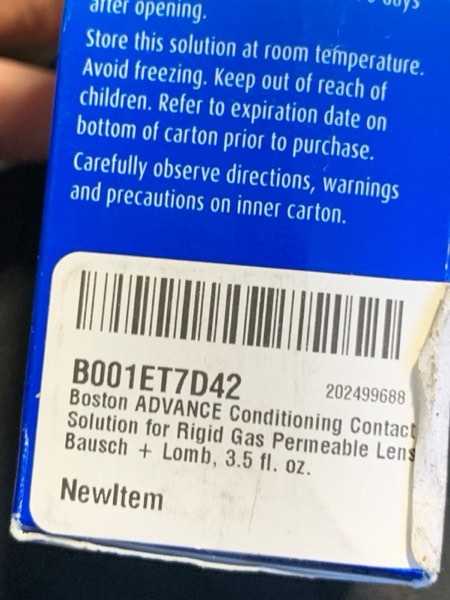 after opening.
Store this solution at room temperature.
Avoid freezing. Keep out of reach of
children. Refer to expiration date on
bottom of carton prior to purchase.
Carefully observe directions, warnings
and precautions on inner carton.
B001ET7D42
202499688
Boston ADVANCE Conditioning Contact
Solution for Rigid Gas Permeable Lens
Bausch + Lomb, 3.5 fl. oz.
NewItem